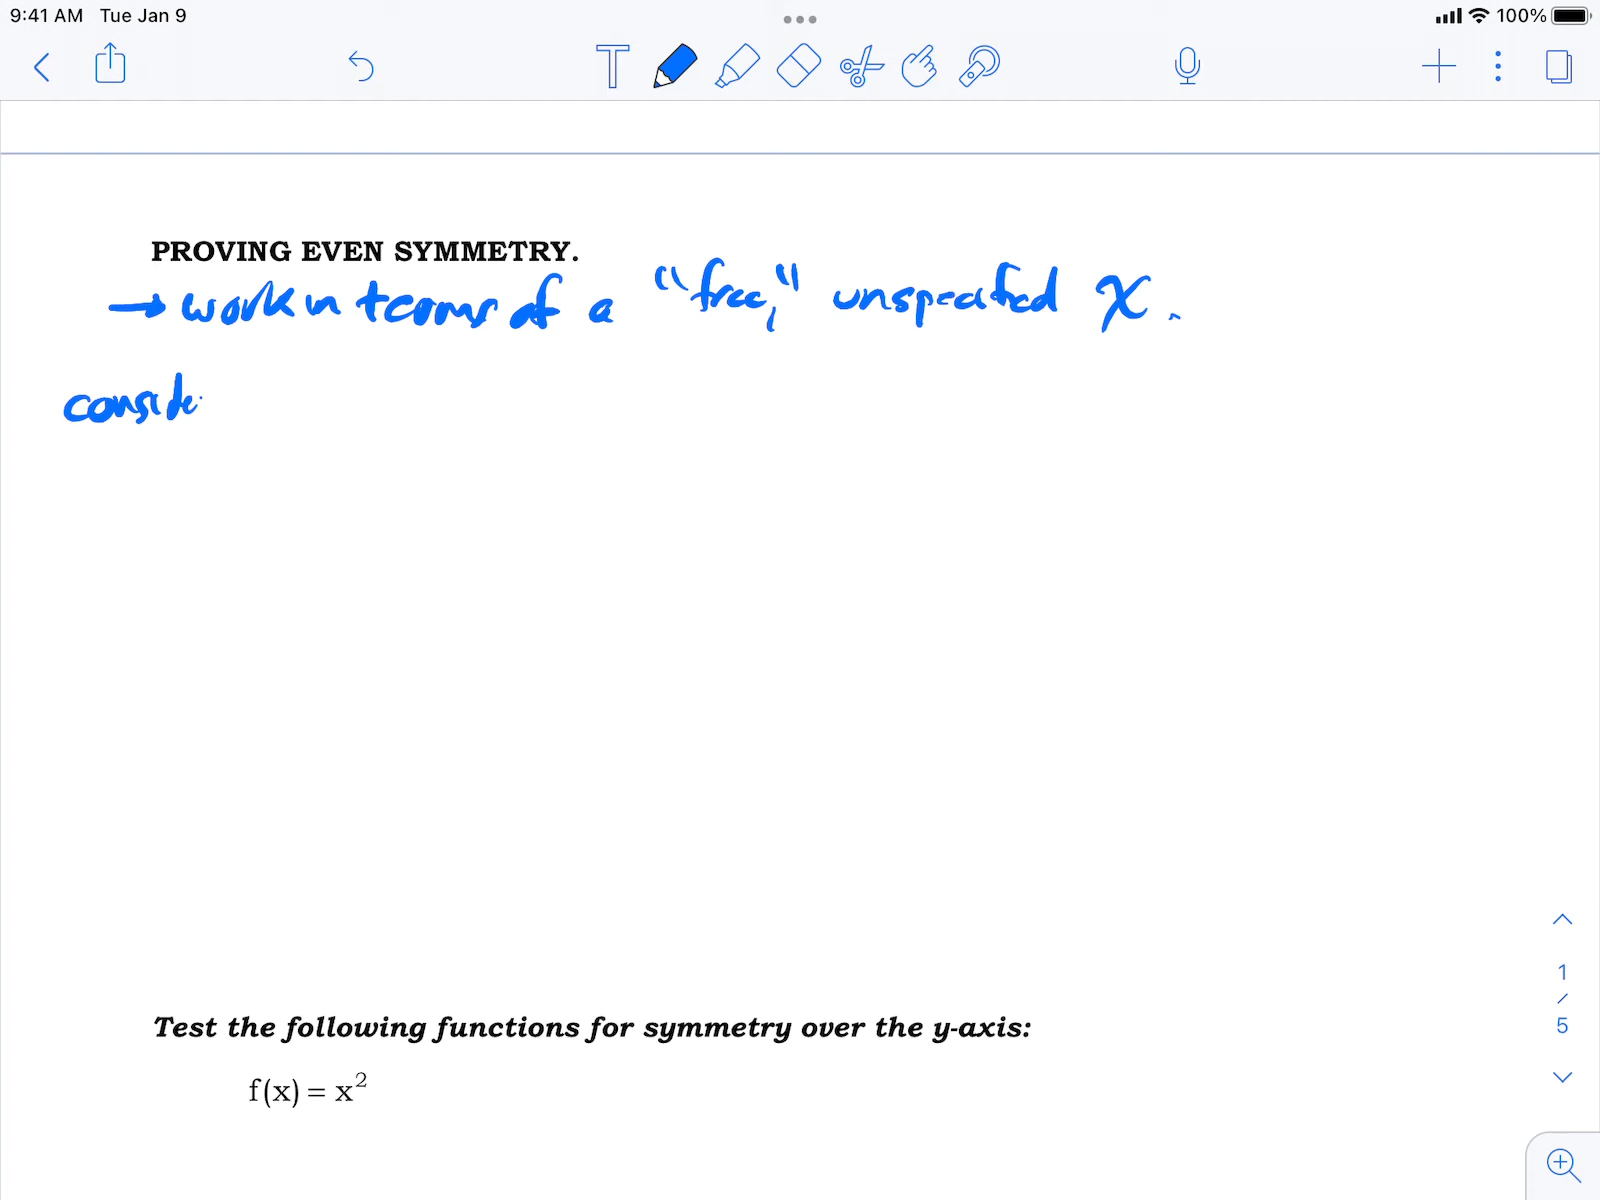 9:41 AM Tue Jan 9 100%
PROVING EVEN SYMMETRY.
→ work in terms of a "free," unspecified x.
conside
1
/
5
Test the following functions for symmetry over the y-axis:
f(x) = x²